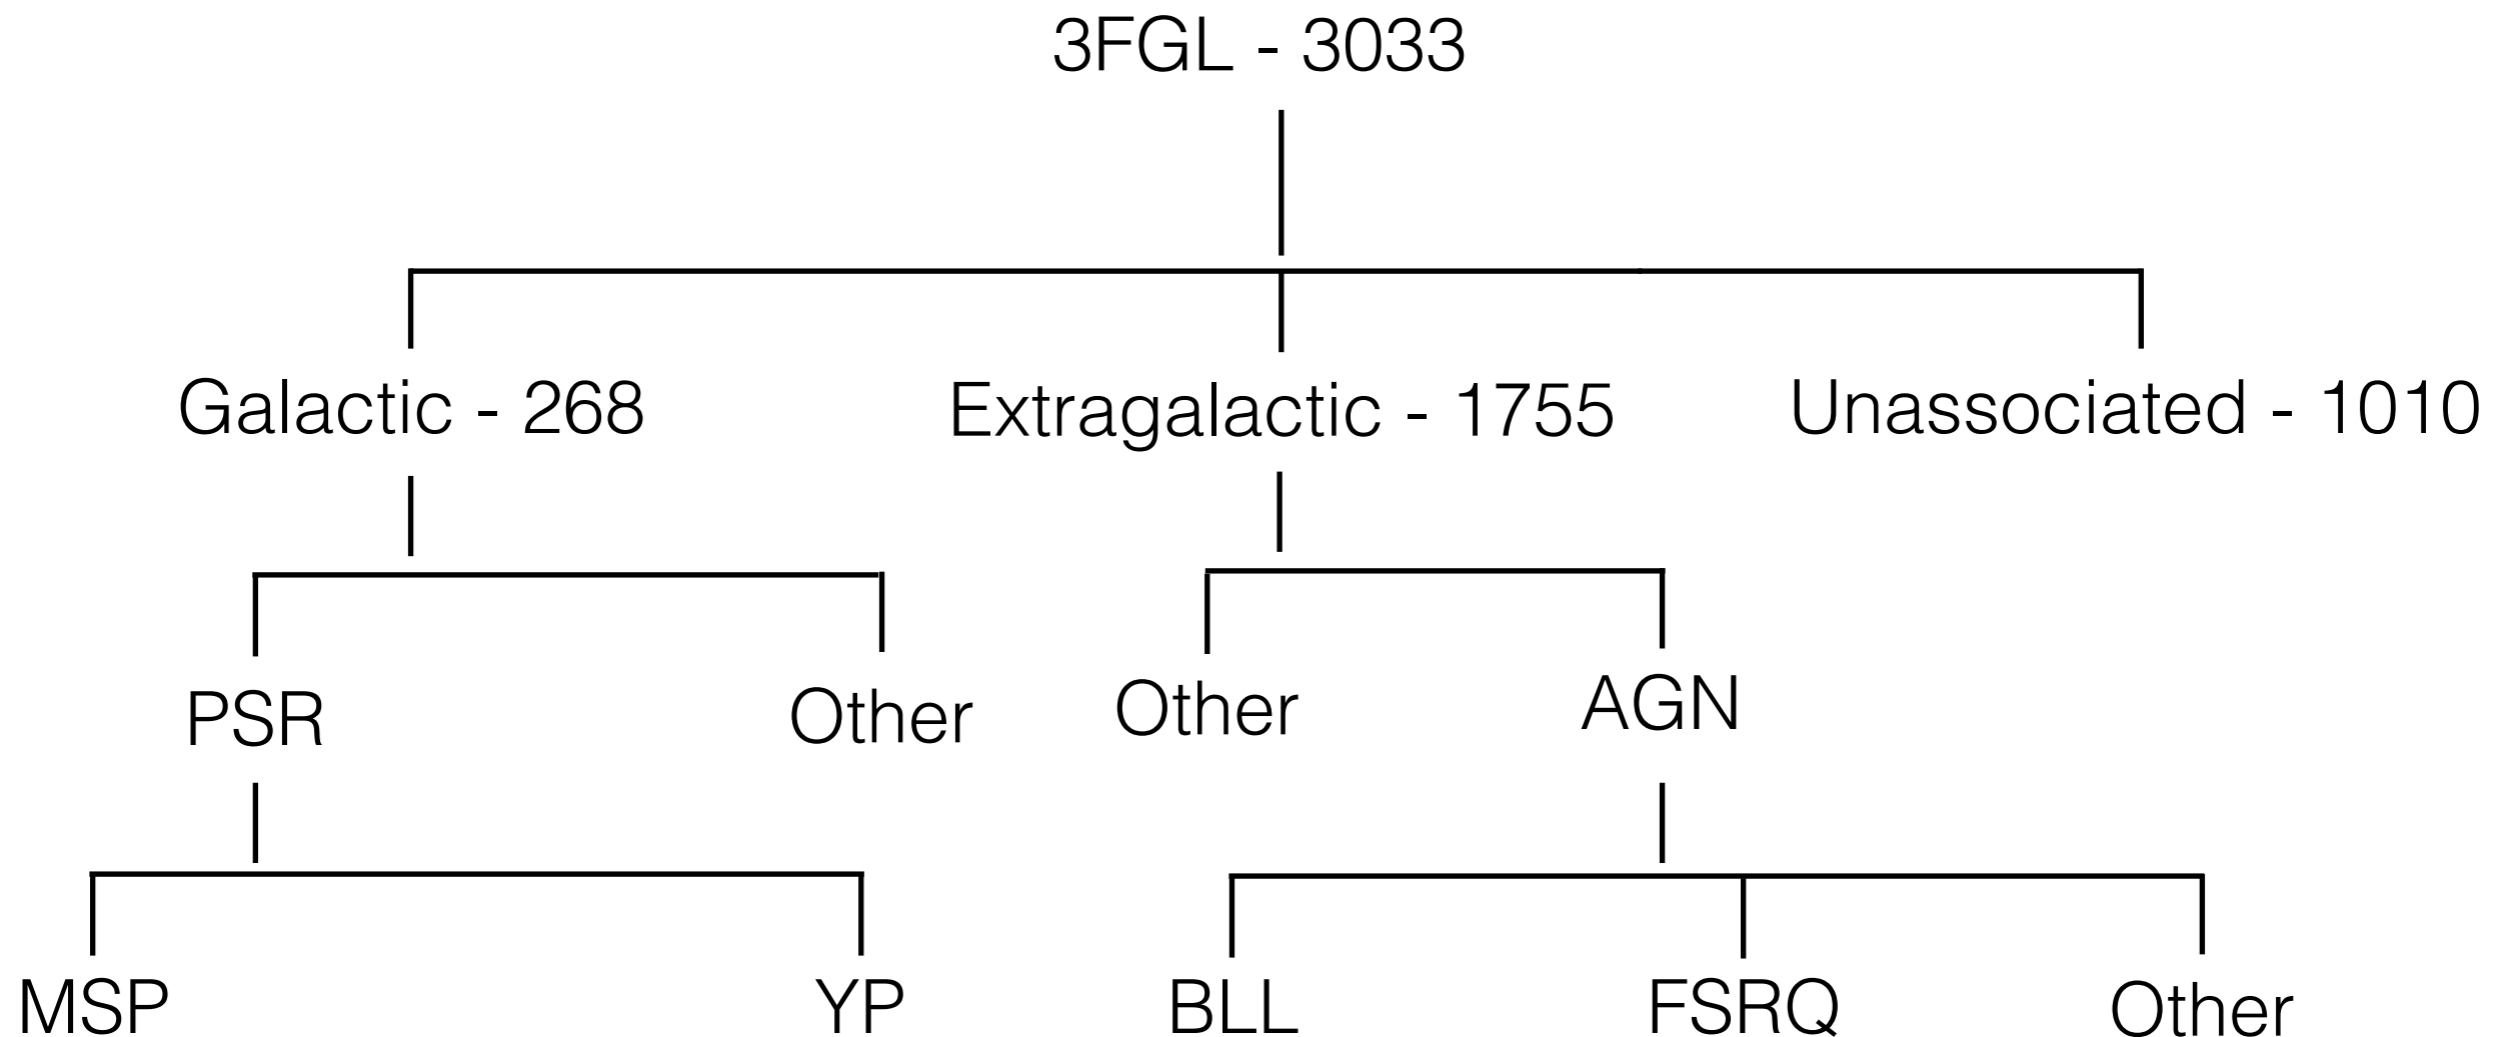 3FGL - 3033
Galactic - 268
Extragalactic - 1755
Unassociated - 1010
PSR
Other
Other
AGN
MSP
YP
BLL
FSRQ
Other